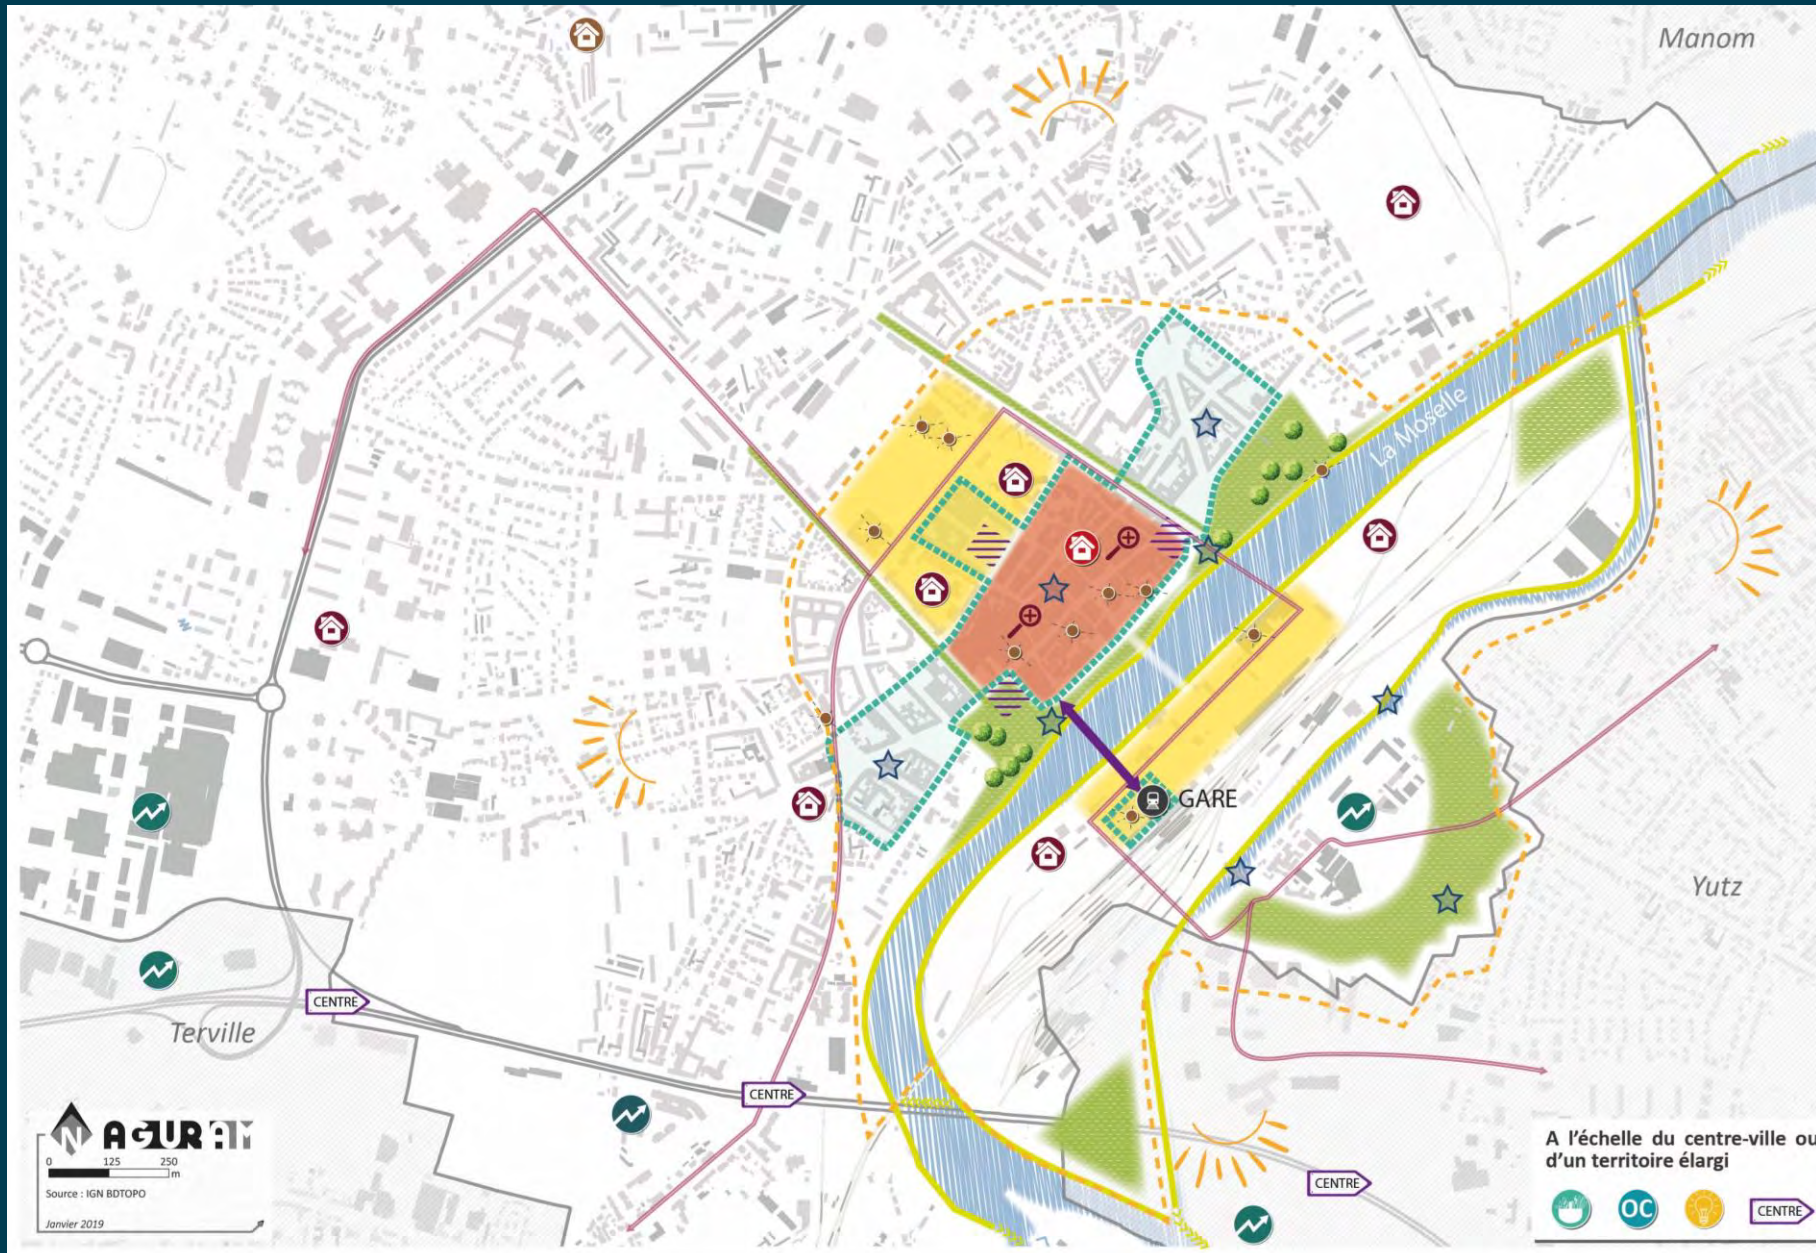 Manom
La Moselle
GARE
Yutz
CENTRE
Terville
CENTRE
CENTRE
N AGURAM
0 125 250
m
Source : IGN BDTOPO
Janvier 2019
A l'échelle du centre-ville ou
d'un territoire élargi
OC
CENTRE